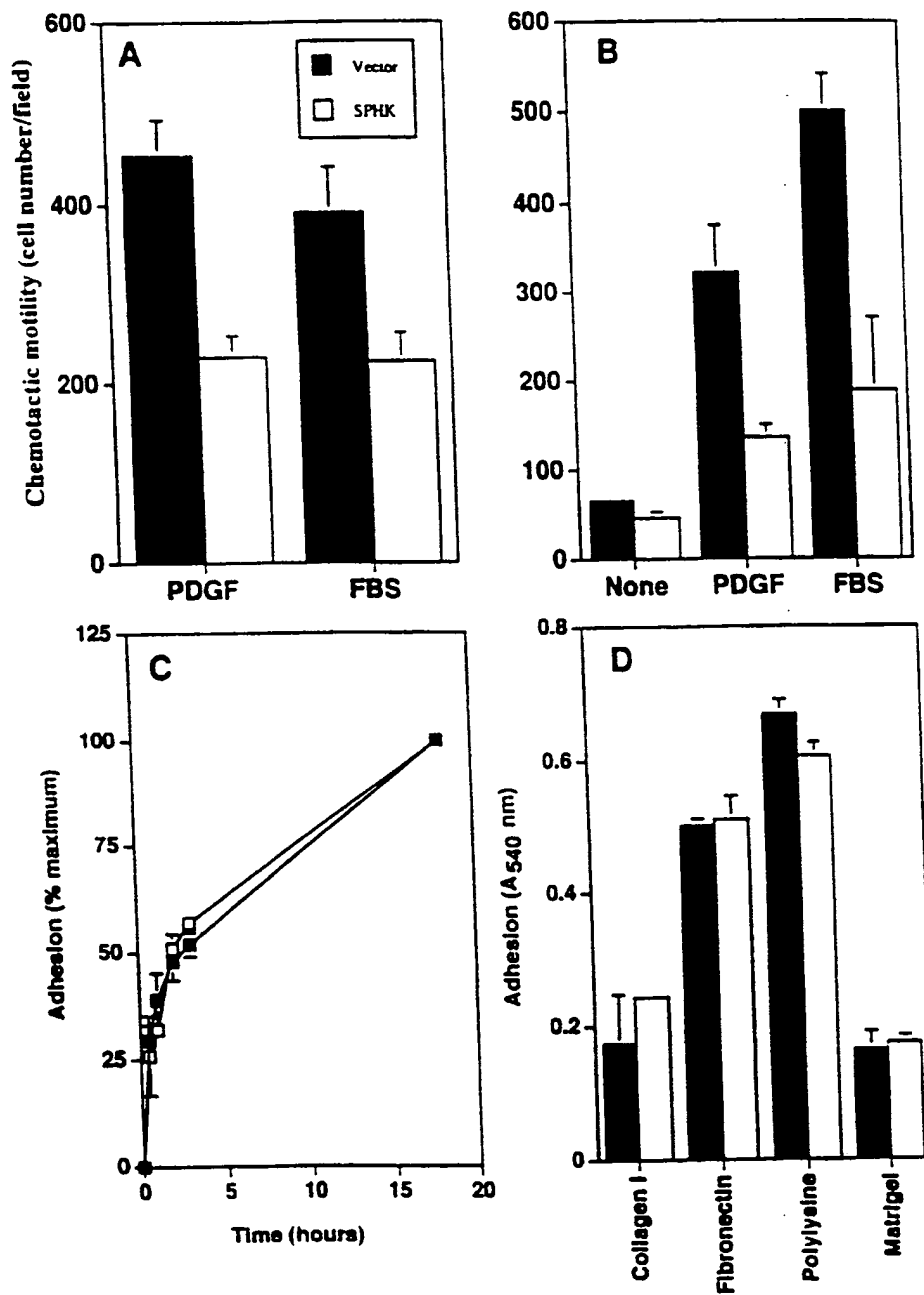 Chemotactic motility (cell number/field)
A
Vector
SPHK
600
400
200
0
PDGF
FBS
B
600
500
400
300
200
100
0
None
PDGF
FBS
C
Adhesion (% maximum)
125
100
75
50
25
0
0
5
10
15
20
Time (hours)
D
Adhesion (A540 nm)
0.8
0.6
0.4
0.2
0
Collagen I
Fibronectin
Polylysine
Matrigel